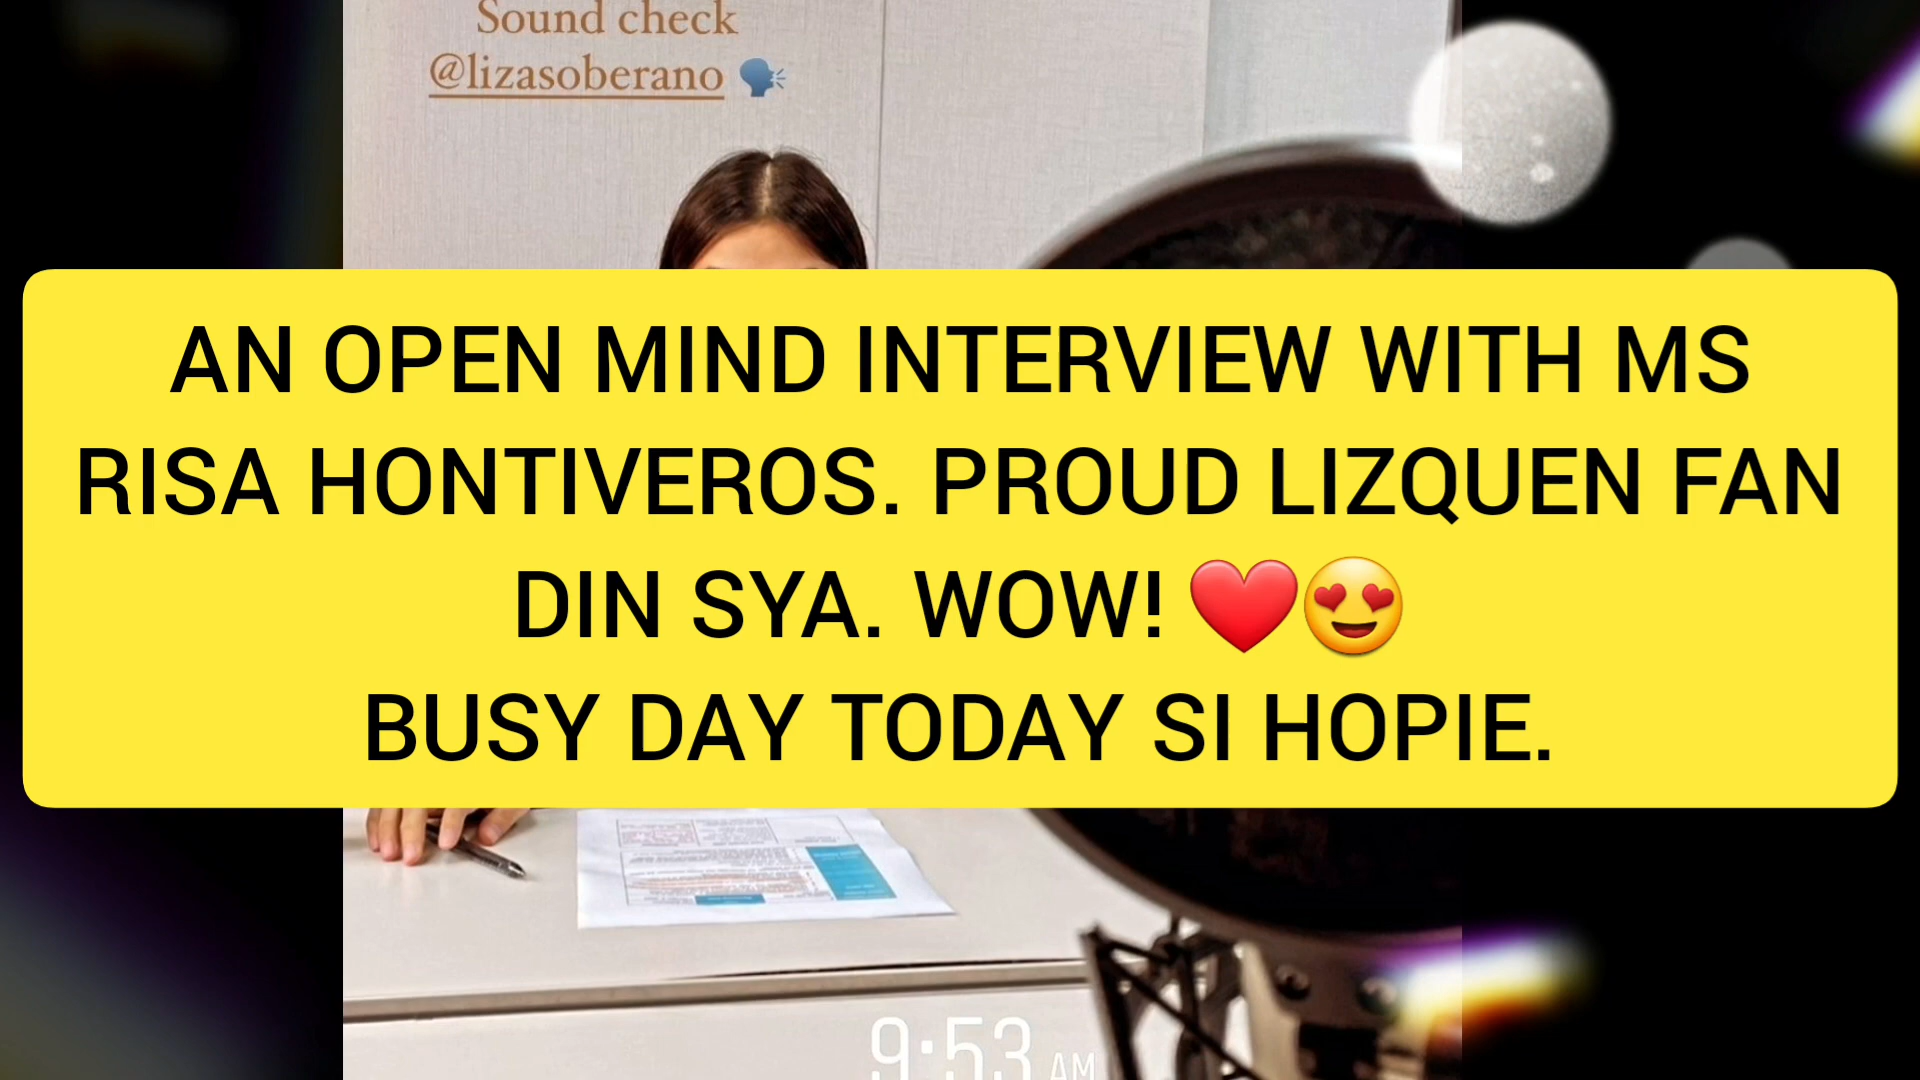 Sound check
@lizasoberano 🗣
AN OPEN MIND INTERVIEW WITH MS
RISA HONTIVEROS. PROUD LIZQUEN FAN
DIN SYA. WOW! ❤😍
BUSY DAY TODAY SI HOPIE.
9:53 AM